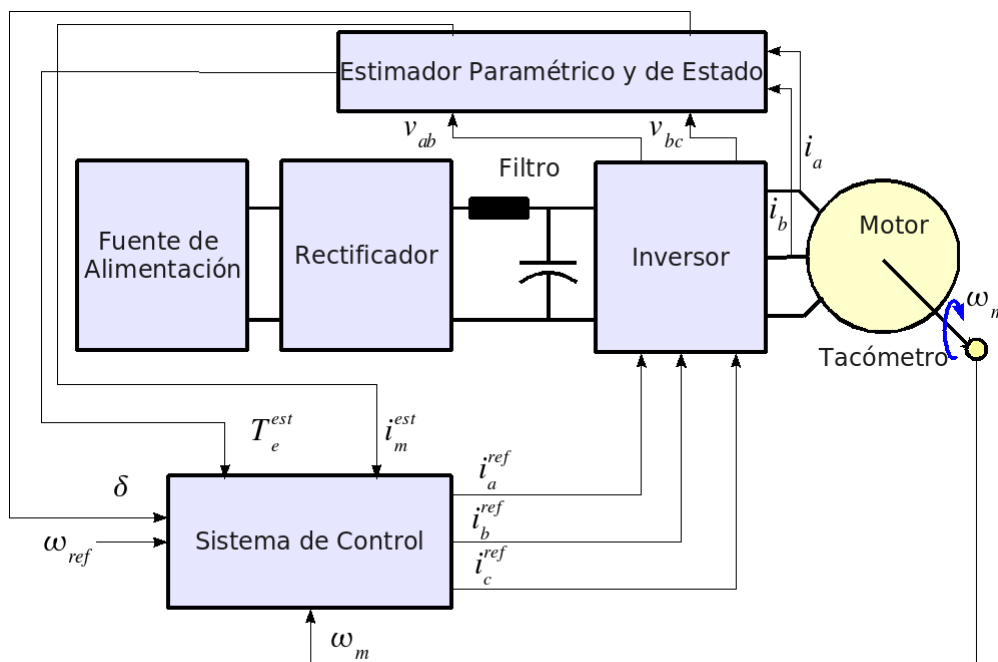 Estimador Paramétrico y de Estado
v_ab
v_bc
i_a
Filtro
i_b
Motor
Fuente de
Alimentación
Rectificador
Inversor
ω_m
Tacómetro
T_e^est
i_m^est
i_a^ref
δ
i_b^ref
ω_ref
Sistema de Control
i_c^ref
ω_m